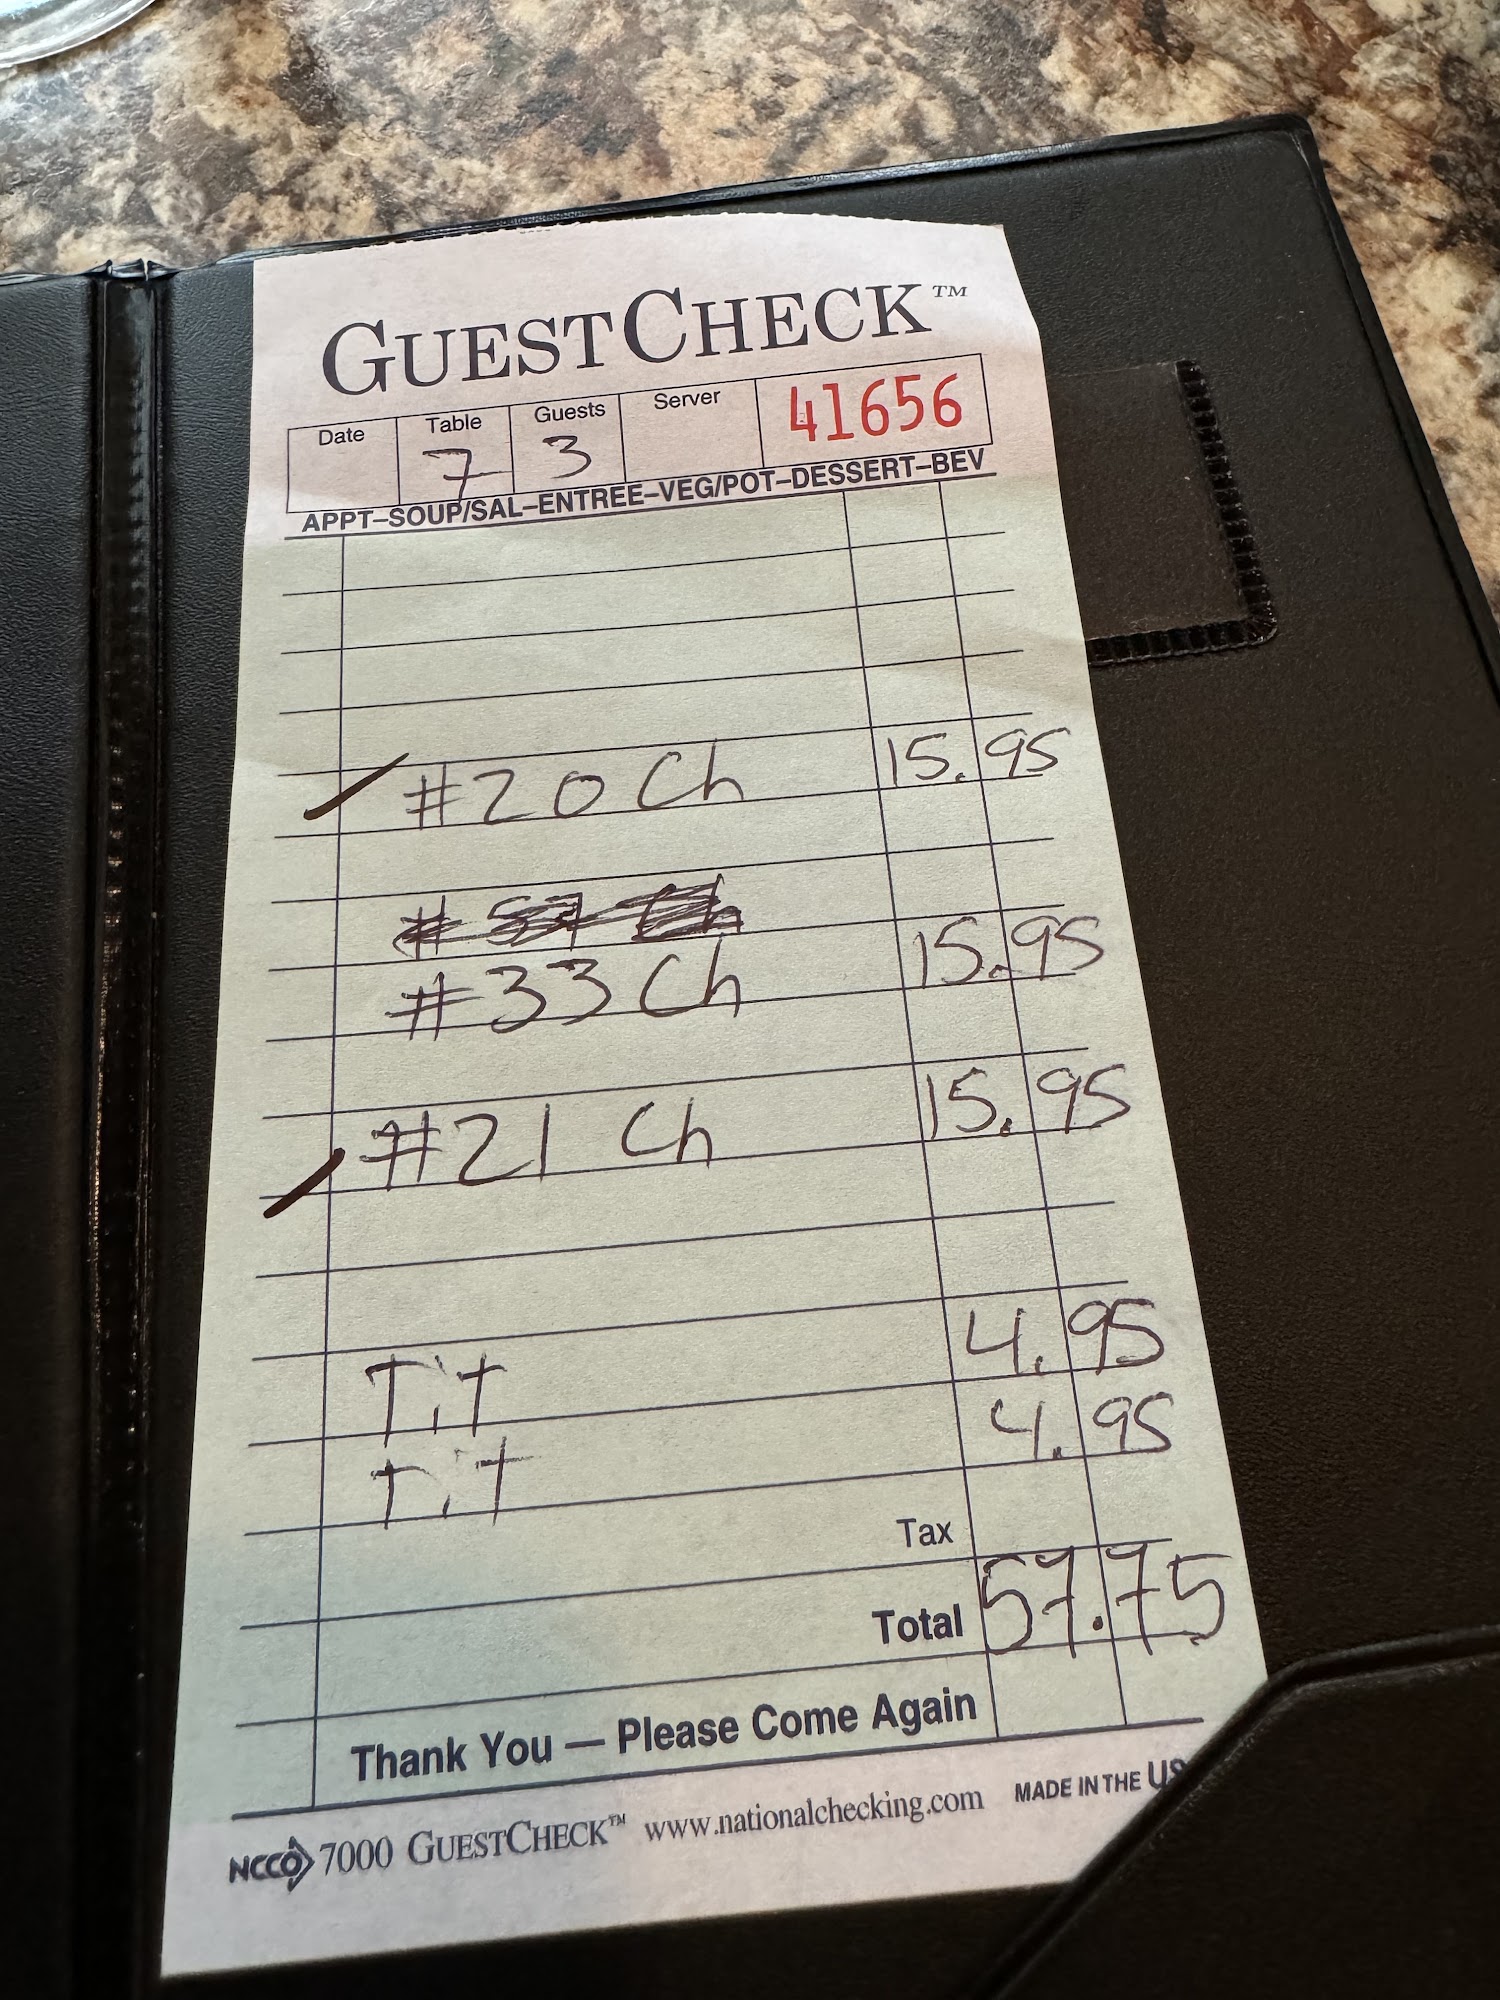 GUESTCHECK™
Date Table Guests Server 41656
7 3
APPT–SOUP/SAL–ENTREE–VEG/POT–DESSERT–BEV
#20 Ch 15.95
#33 Ch 15.95
#21 Ch 15.95
T.T 4.95
T.T 4.95
Tax
Total 57.75
Thank You — Please Come Again
NCCO 7000 GUESTCHECK™ www.nationalchecking.com MADE IN THE US